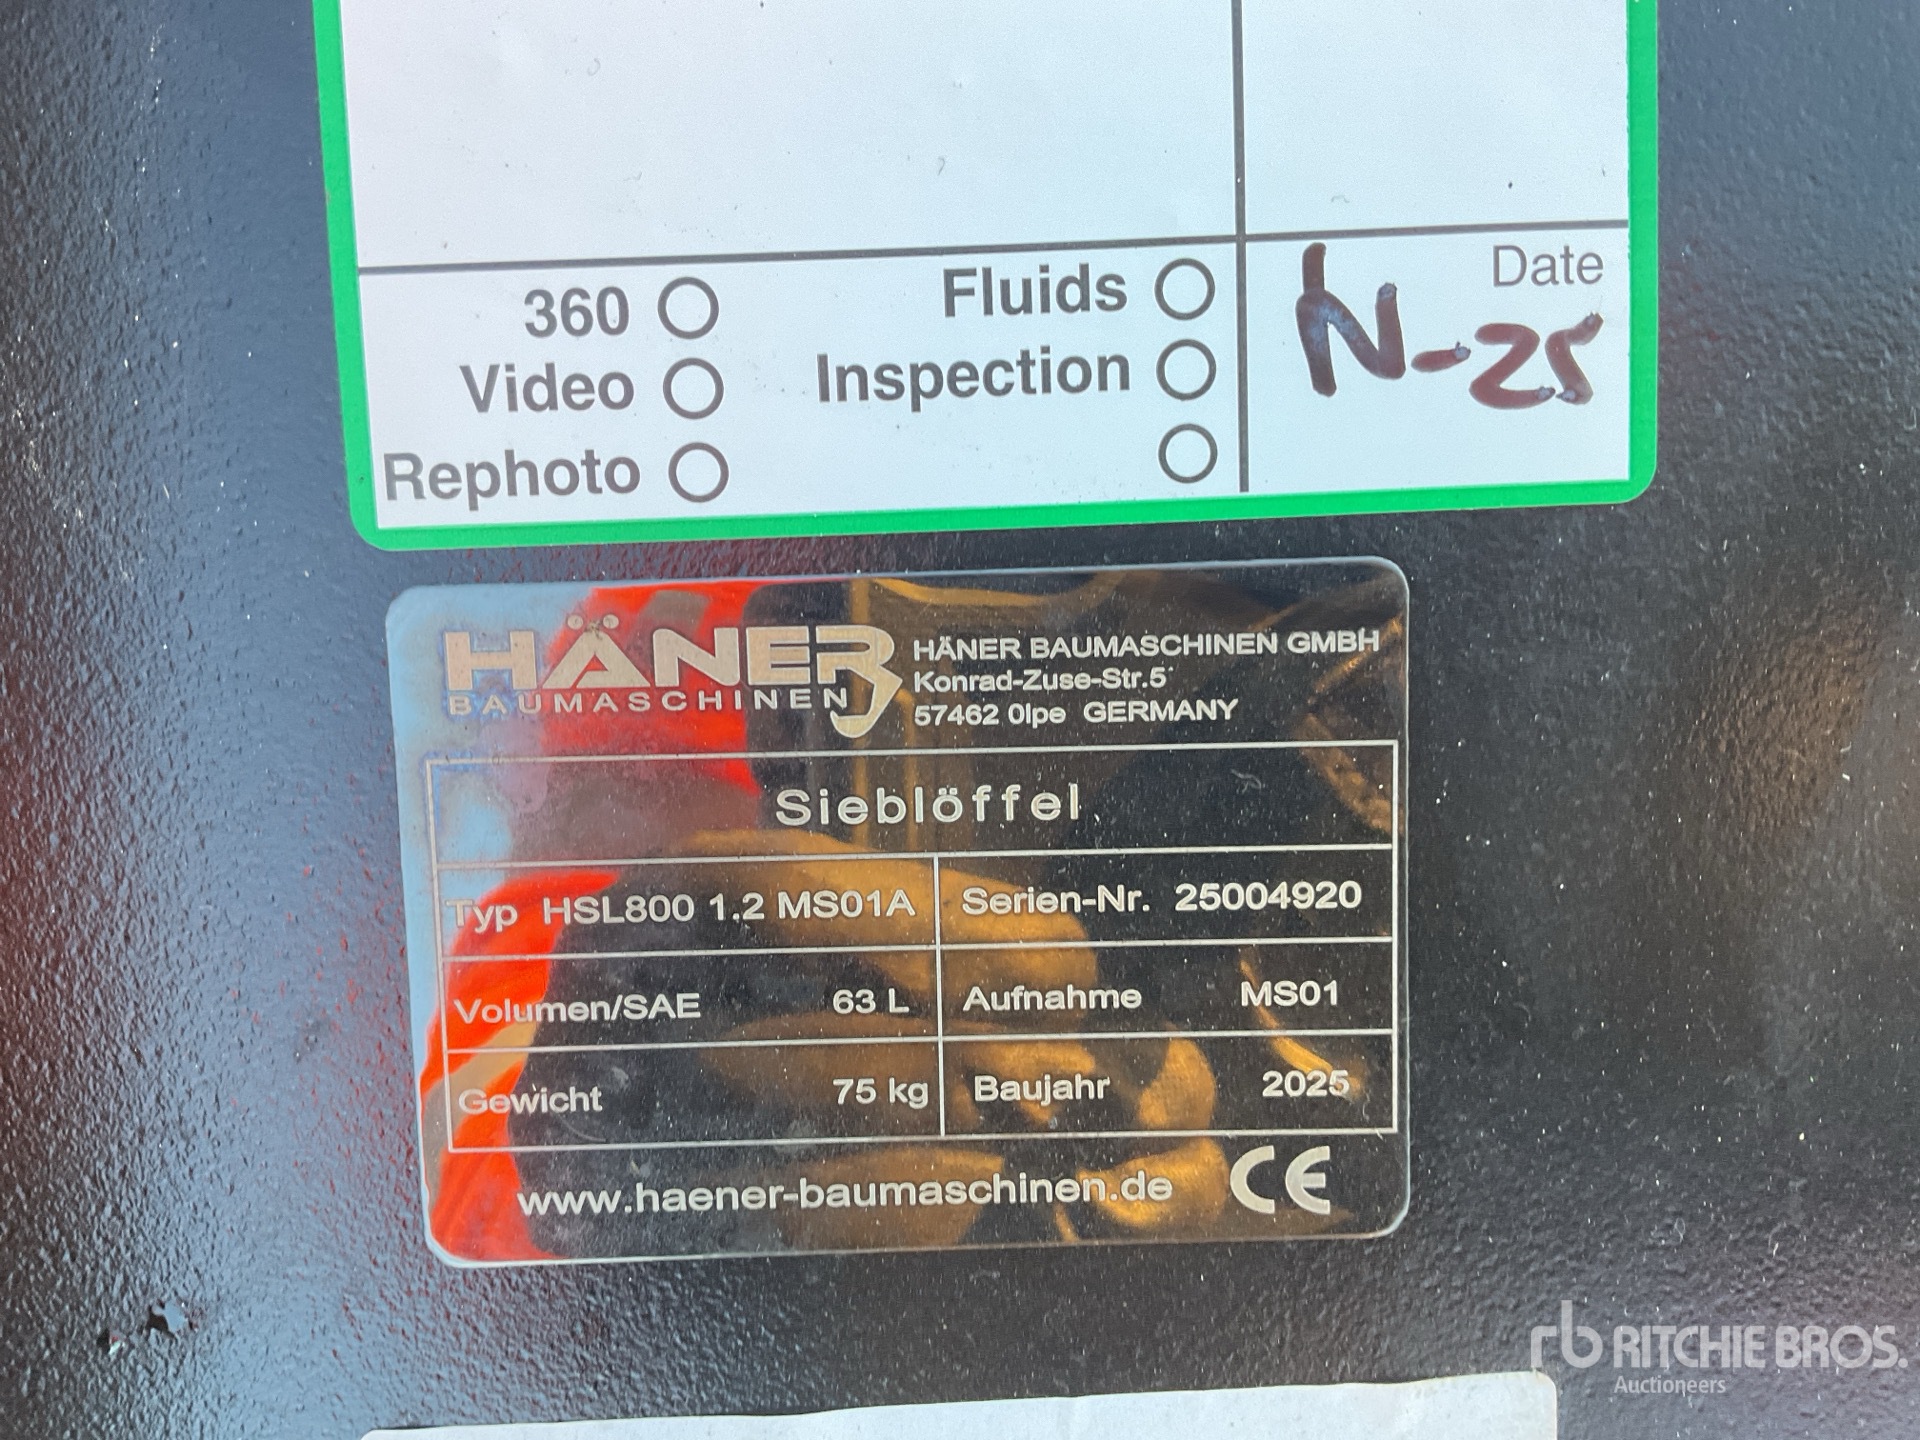 360
Video
Rephoto
Fluids
Inspection
Date
N-25
HÄNER
BAUMASCHINEN
HÄNER BAUMASCHINEN GMBH
Konrad-Zuse-Str.5
57462 Olpe GERMANY
Sieblöffel
Typ HSL800 1.2 MS01A
Serien-Nr. 25004920
Volumen/SAE 63 L
Aufnahme MS01
Gewicht 75 kg
Baujahr 2025
www.haener-baumaschinen.de CE
rb RITCHIE BROS.
Auctioneers